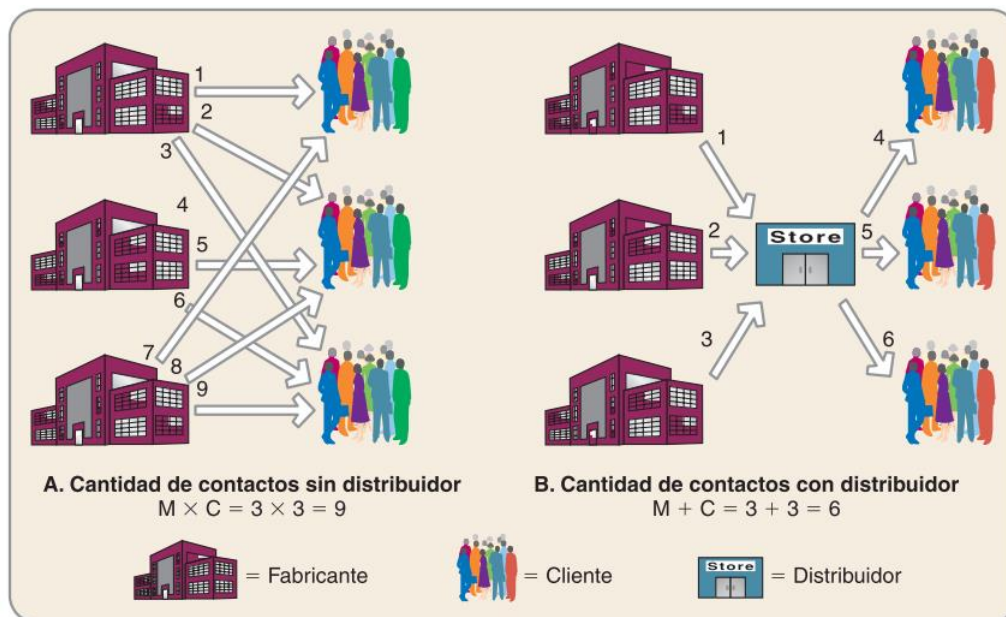 1
2
3
4
5
6
7
8
9
A. Cantidad de contactos sin distribuidor
M × C = 3 × 3 = 9
1
2
3
Store
4
5
6
B. Cantidad de contactos con distribuidor
M + C = 3 + 3 = 6
= Fabricante
= Cliente
Store
= Distribuidor